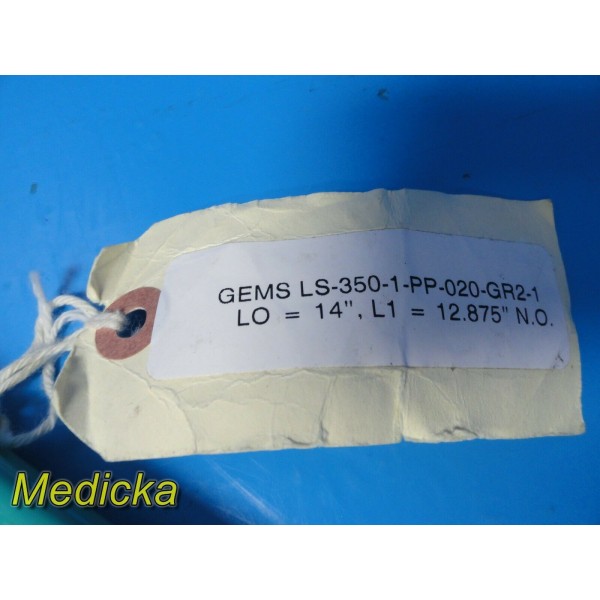 GEMS LS-350-1-PP-020-GR2-1
LO = 14", L1 = 12.875" N.O.
Medicka